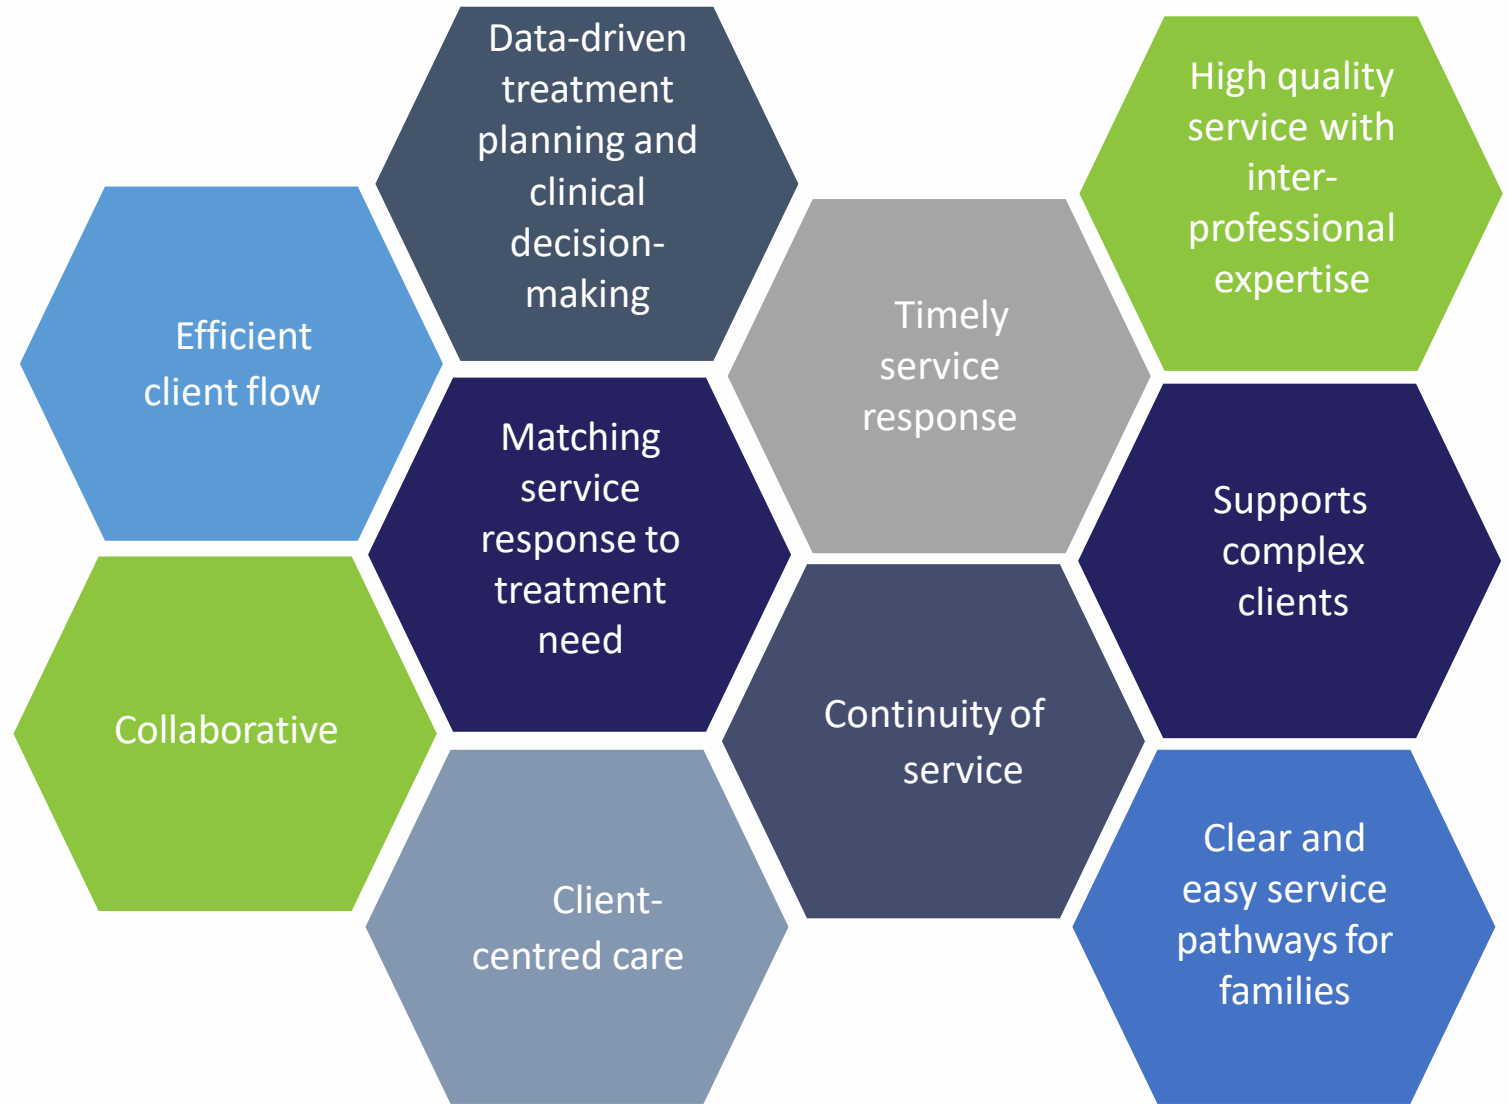 Data-driven
treatment
planning and
clinical
decision-
making
High quality
service with
inter-
professional
expertise
Efficient
client flow
Timely
service
response
Matching
service
response to
treatment
need
Supports
complex
clients
Collaborative
Continuity of
service
Client-
centred care
Clear and
easy service
pathways for
families